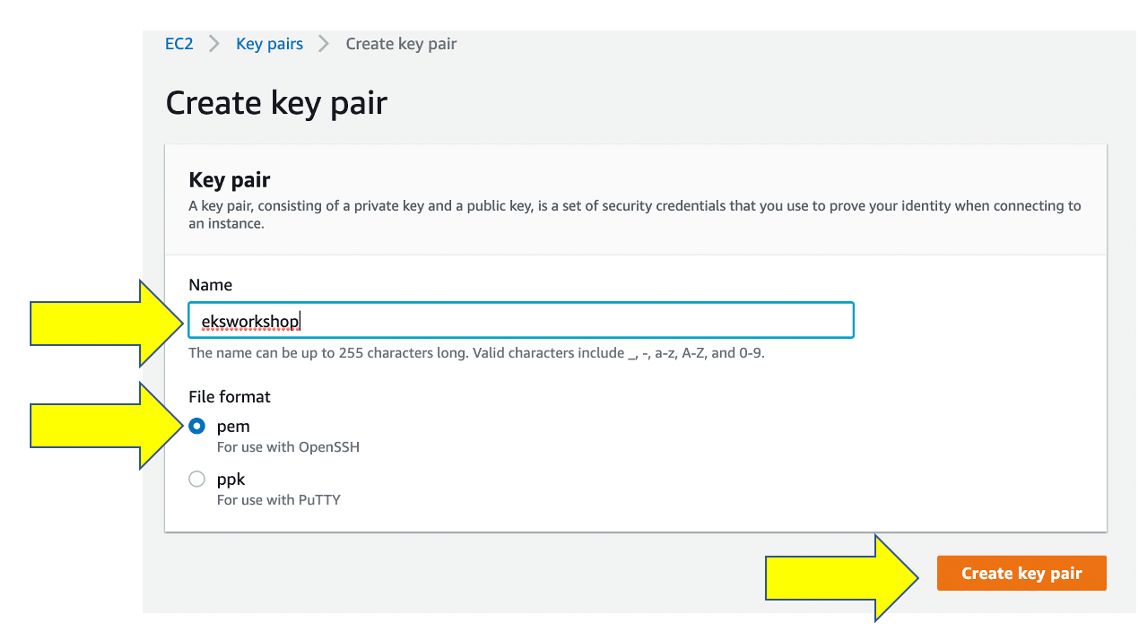 EC2 > Key pairs > Create key pair
Create key pair
Key pair
A key pair, consisting of a private key and a public key, is a set of security credentials that you use to prove your identity when connecting to
an instance.
Name
eksworkshop
The name can be up to 255 characters long. Valid characters include _, -, a-z, A-Z, and 0-9.
File format
pem
For use with OpenSSH
ppk
For use with PuTTY
Create key pair